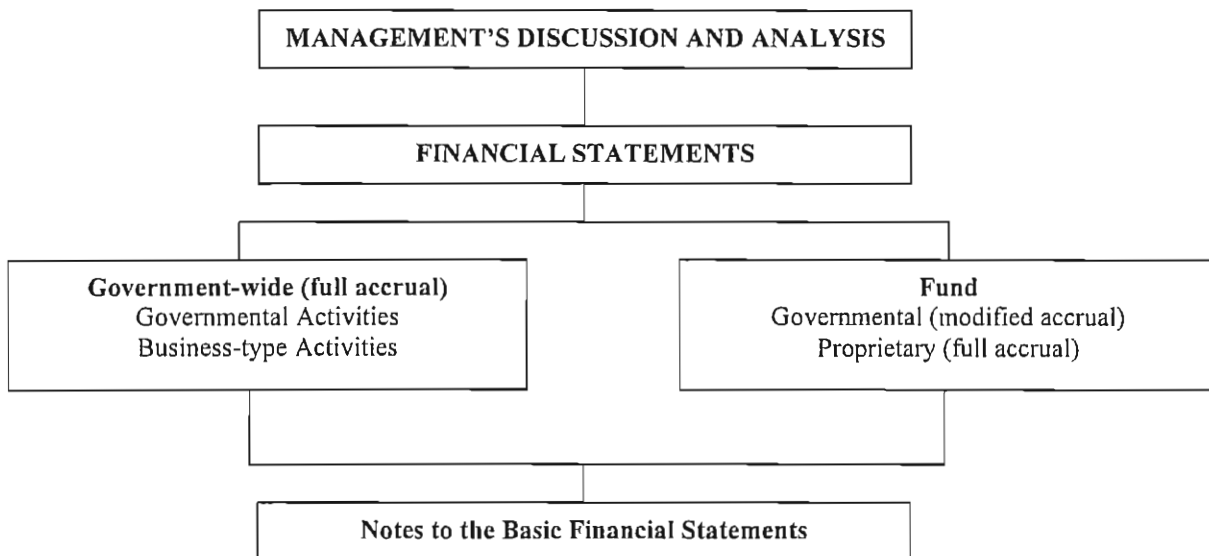 MANAGEMENT'S DISCUSSION AND ANALYSIS
FINANCIAL STATEMENTS
Government-wide (full accrual)
Governmental Activities
Business-type Activities
Fund
Governmental (modified accrual)
Proprietary (full accrual)
Notes to the Basic Financial Statements